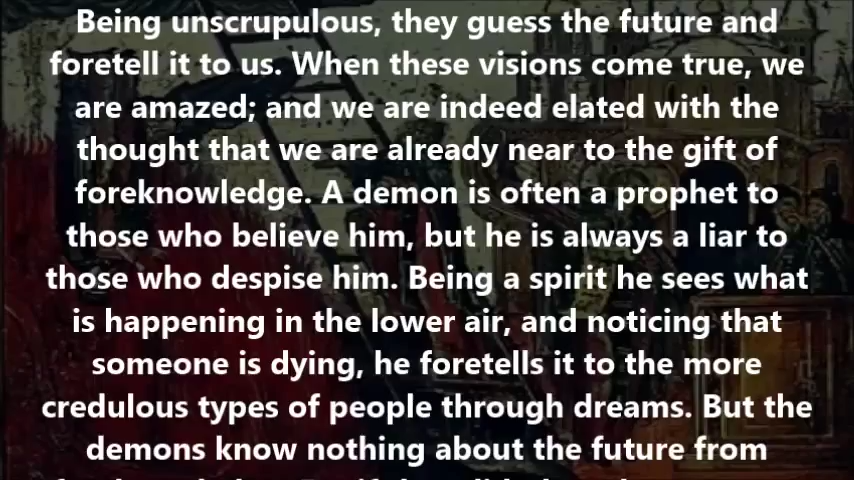 Being unscrupulous, they guess the future and
foretell it to us. When these visions come true, we
are amazed; and we are indeed elated with the
thought that we are already near to the gift of
foreknowledge. A demon is often a prophet to
those who believe him, but he is always a liar to
those who despise him. Being a spirit he sees what
is happening in the lower air, and noticing that
someone is dying, he foretells it to the more
credulous types of people through dreams. But the
demons know nothing about the future from